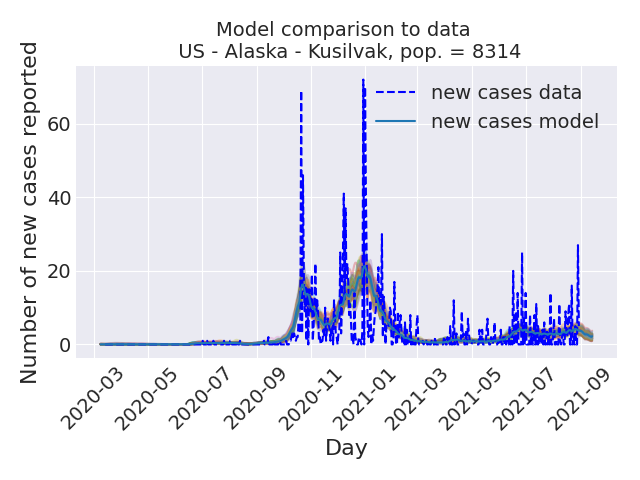 Model comparison to data
US - Alaska - Kusilvak, pop. = 8314
Number of new cases reported
60
40
20
0
new cases data
new cases model
2020-03
2020-05
2020-07
2020-09
2020-11
2021-01
2021-03
2021-05
2021-07
2021-09
Day